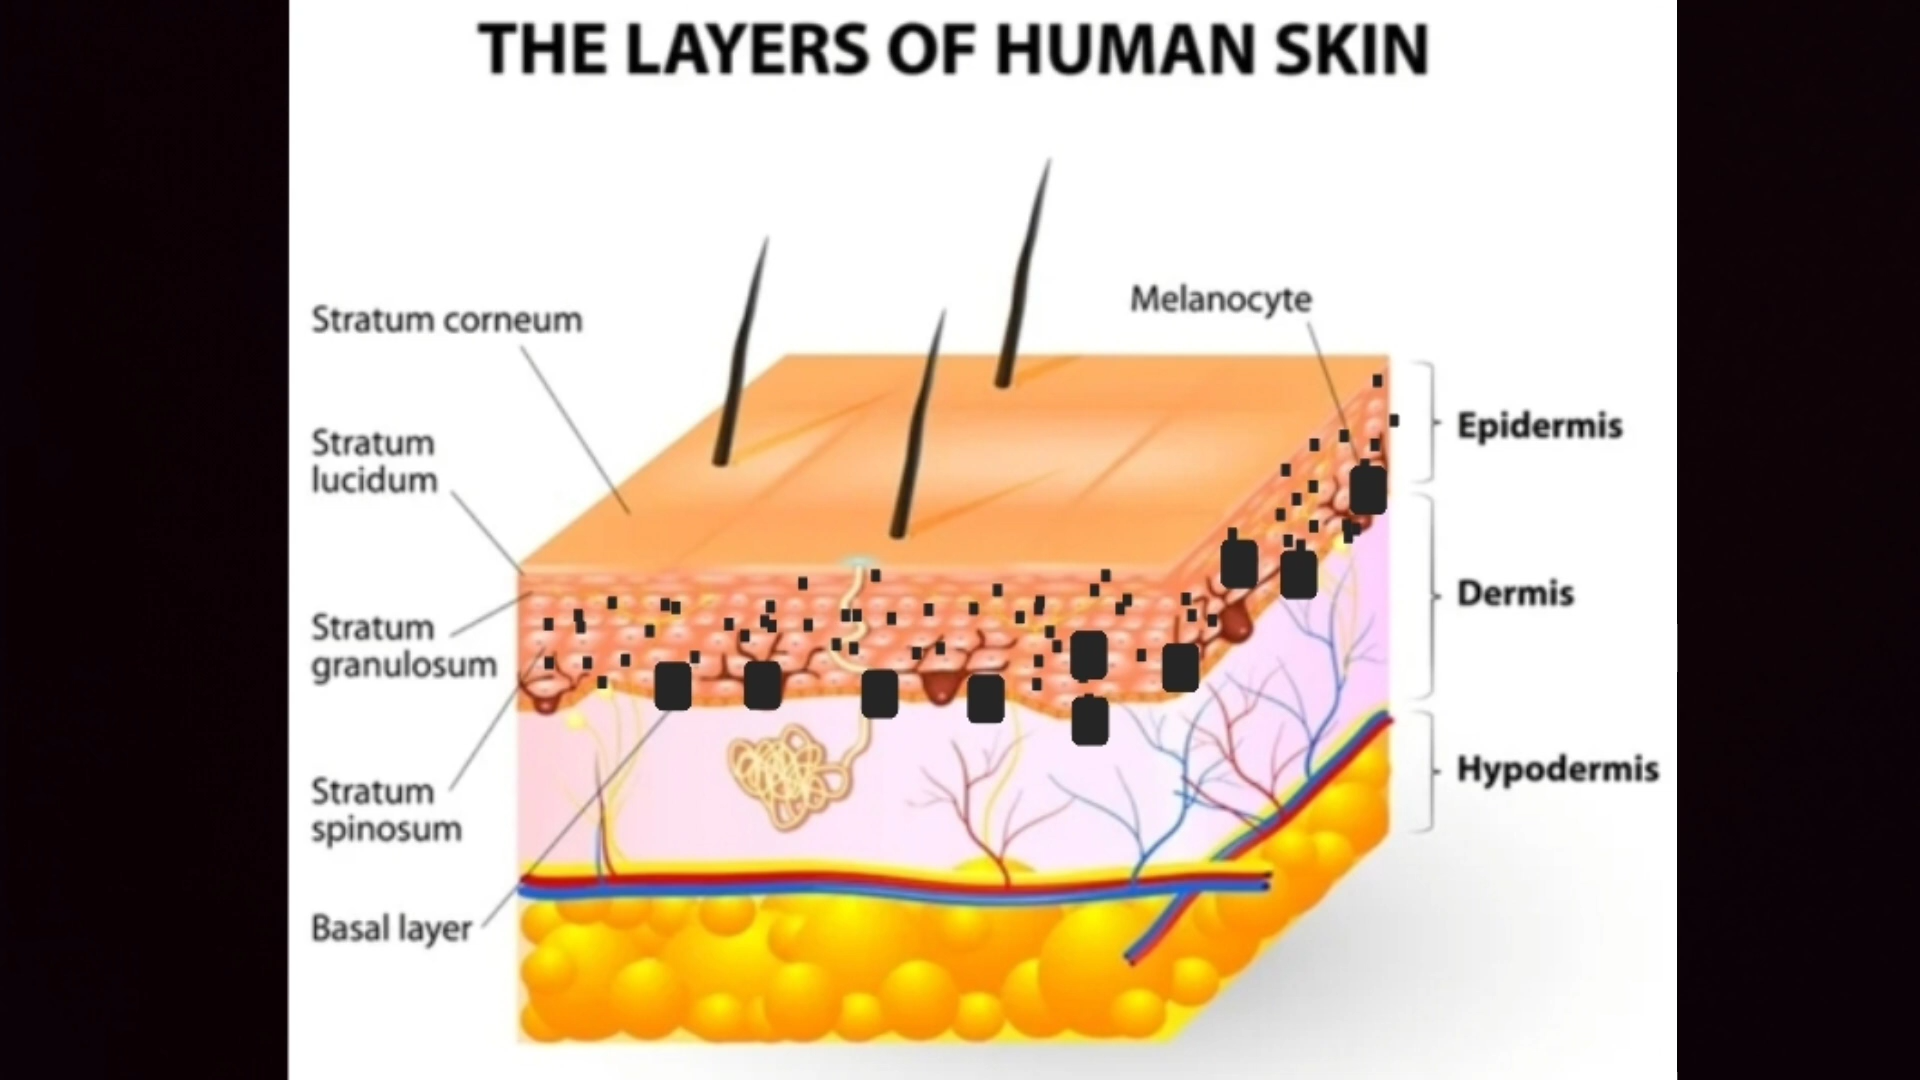 THE LAYERS OF HUMAN SKIN
Stratum corneum
Melanocyte
Stratum
lucidum
Epidermis
Dermis
Stratum
granulosum
Hypodermis
Stratum
spinosum
Basal layer